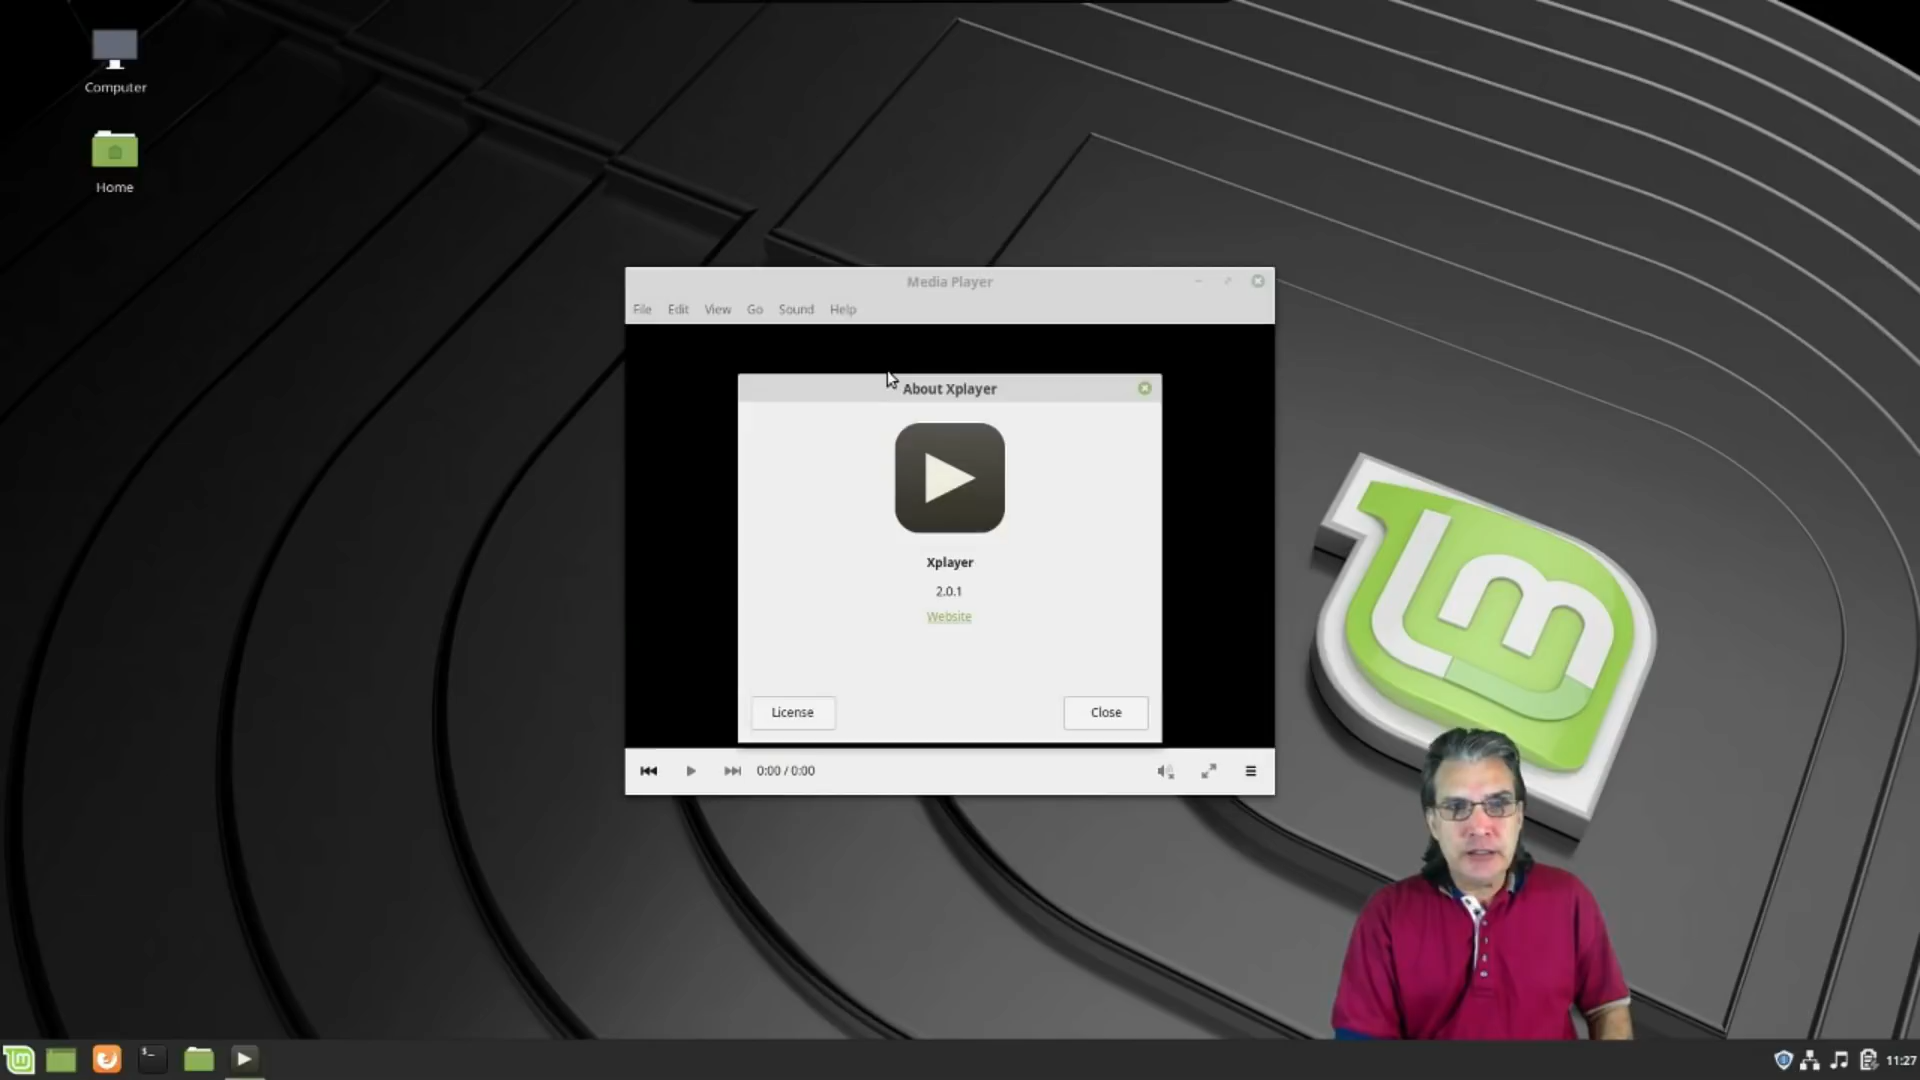 Computer
Home
Media Player
File Edit View Go Sound Help
About Xplayer
Xplayer
2.0.1
Website
License Close
0:00 / 0:00
lm
11:27